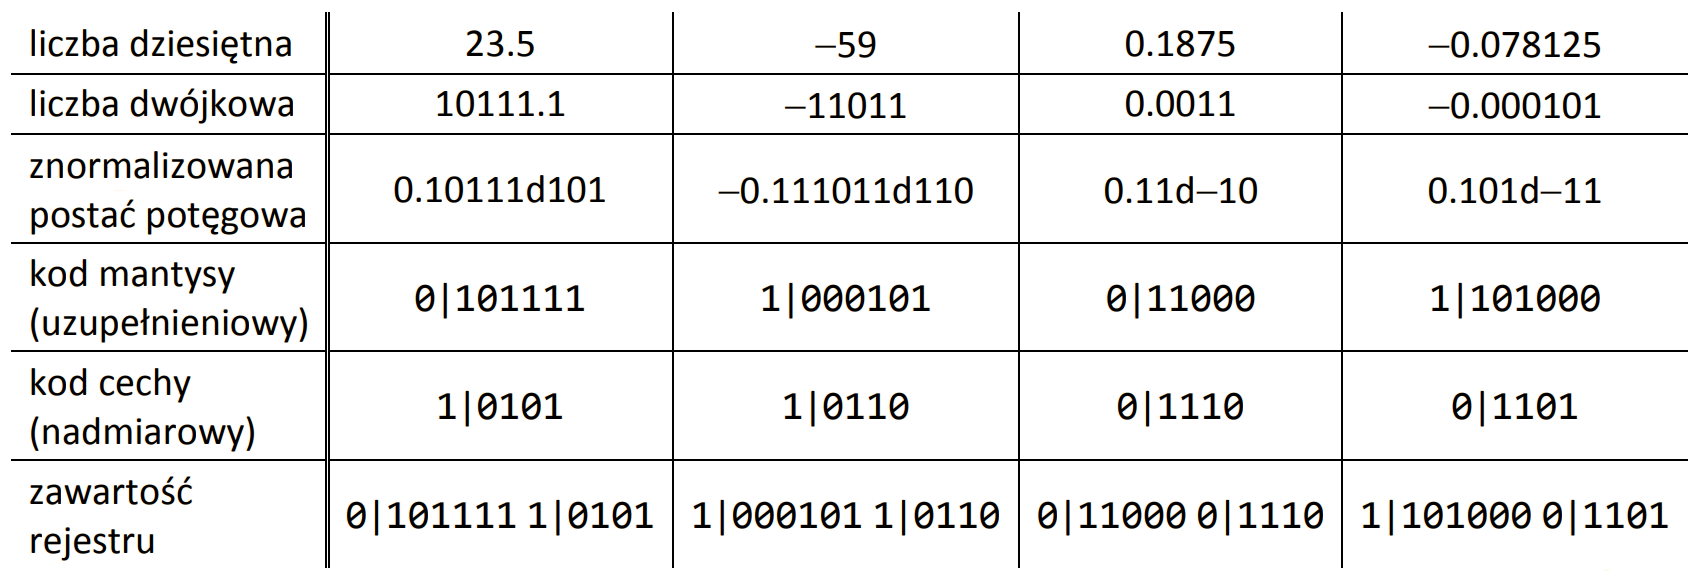 liczba dziesiętna 23.5 −59 0.1875 −0.078125
liczba dwójkowa 10111.1 −11011 0.0011 −0.000101
znormalizowana
postać potęgowa 0.10111d101 −0.111011d110 0.11d−10 0.101d−11
kod mantysy
(uzupełnieniowy) 0|101111 1|000101 0|11000 1|101000
kod cechy
(nadmiarowy) 1|0101 1|0110 0|1110 0|1101
zawartość
rejestru 0|101111 1|0101 1|000101 1|0110 0|11000 0|1110 1|101000 0|1101